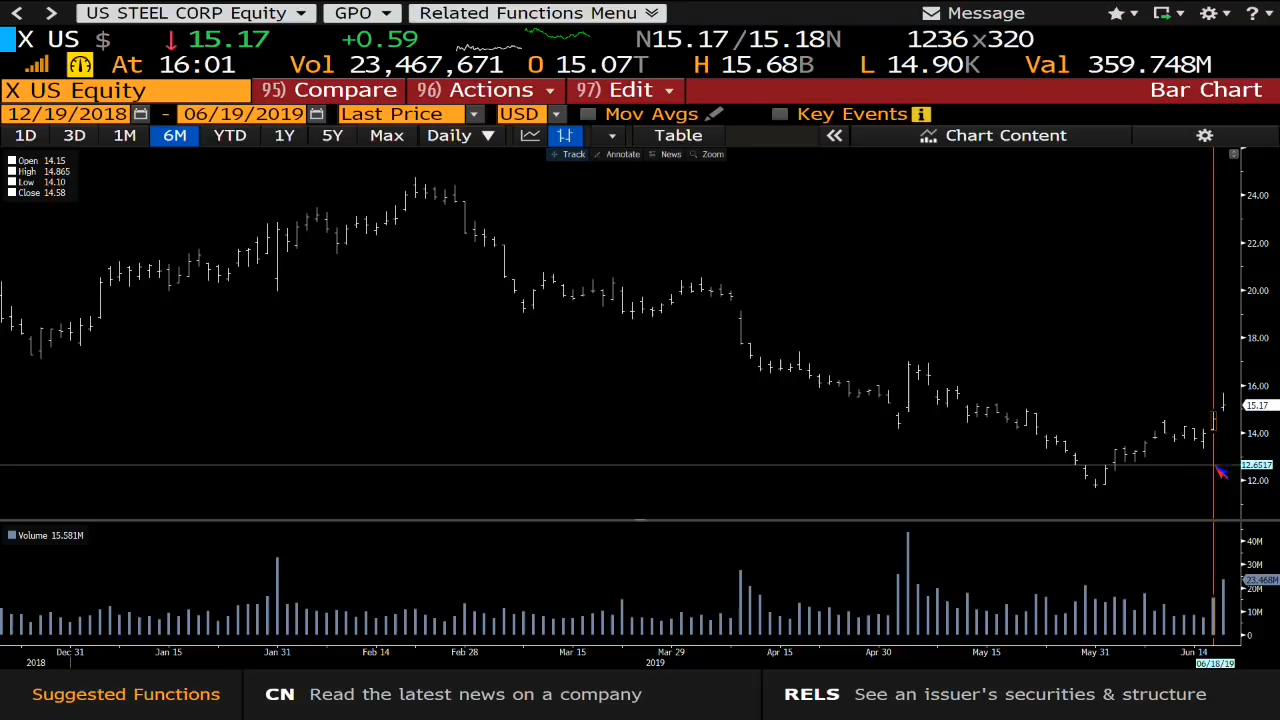 US STEEL CORP Equity GPO Related Functions Menu Message ?
X US $ 15.17 +0.59 N15.17/15.18N 1236x320
At 16:01 Vol 23,467,671 O 15.07T H 15.68B L 14.90K Val 359.748M
X US Equity 95) Compare 96) Actions 97) Edit Bar Chart
12/19/2018 - 06/19/2019 Last Price USD Mov Avgs Key Events i
1D 3D 1M 6M YTD 1Y 5Y Max Daily Table Chart Content
Track Annotate News Zoom
Open 14.15
High 14.865
Low 14.10
Close 14.58
24.00
22.00
20.00
18.00
16.00
15.17
14.00
12.6517
12.00
Volume 15.581M
40M
30M
23.468M
20M
10M
0
Dec 31 Jan 15 Jan 31 Feb 14 Feb 28 Mar 15 Mar 29 Apr 15 Apr 30 May 15 May 31 Jun 14
2018 2019 06/18/19
Suggested Functions CN Read the latest news on a company RELS See an issuer's securities & structure